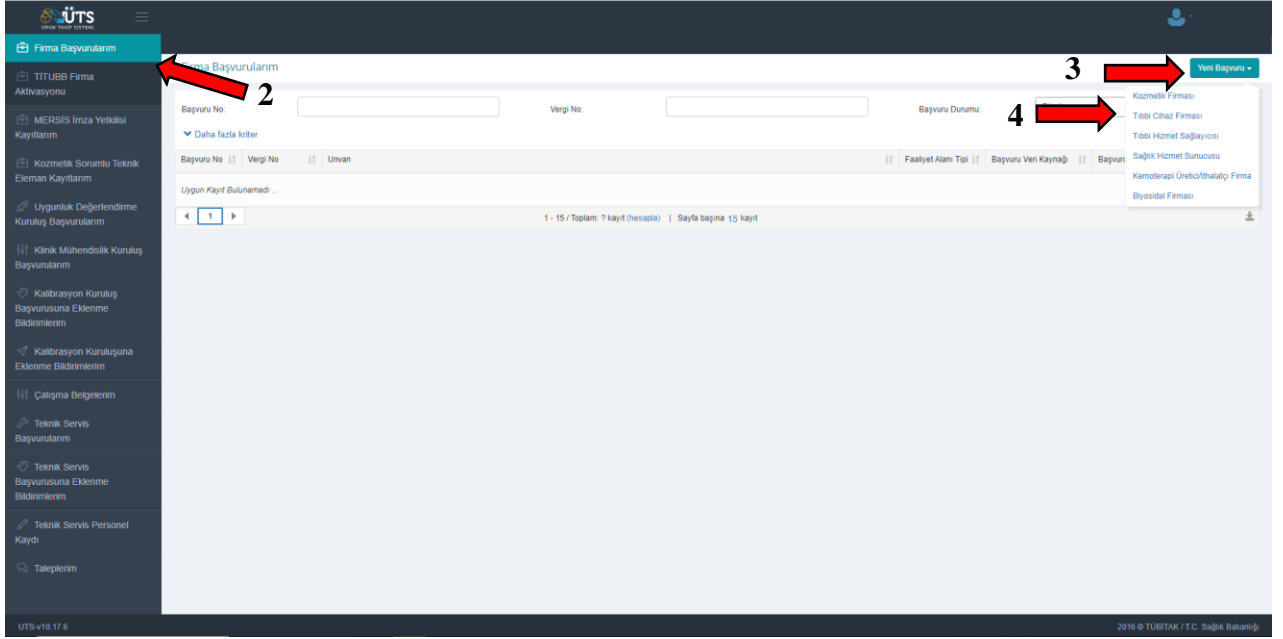 ÜTS
ÜRÜN TAKİP SİSTEMİ
Firma Başvurularım
TİTUBB Firma
Aktivasyonu
MERSİS İmza Yetkilisi
Kayıtlarım
Kozmetik Sorumlu Teknik
Eleman Kayıtlarım
Uygunluk Değerlendirme
Kuruluş Başvurularım
Klinik Mühendislik Kuruluş
Başvurularım
Kalibrasyon Kuruluş
Başvurusuna Eklenme
Bildirimlerim
Kalibrasyon Kuruluşuna
Eklenme Bildirimlerim
Çalışma Belgelerim
Teknik Servis
Başvurularım
Teknik Servis
Başvurusuna Eklenme
Bildirimlerim
Teknik Servis Personel
Kaydı
Taleplerim
UTS-v10.17.6
2
Firma Başvurularım
3
Yeni Başvuru
Başvuru No:
Vergi No:
Başvuru Durumu:
4
Kozmetik Firması
Tıbbi Cihaz Firması
Tıbbi Hizmet Sağlayıcısı
Sağlık Hizmet Sunucusu
Kemoterapi Üretici/İthalatçı Firma
Biyosidal Firması
Daha fazla kriter
Başvuru No Vergi No Unvan Faaliyet Alanı Tipi Başvuru Veri Kaynağı Başvuru
Uygun Kayıt Bulunamadı ...
1 1 - 15 / Toplam: ? kayıt (hesapla) | Sayfa başına 15 kayıt
2016 © TÜBİTAK / T.C. Sağlık Bakanlığı